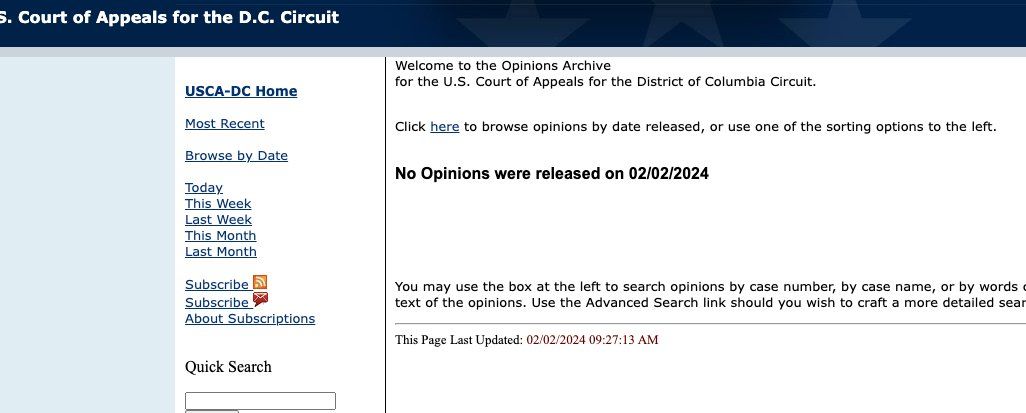 S. Court of Appeals for the D.C. Circuit
USCA-DC Home
Most Recent
Browse by Date
Today
This Week
Last Week
This Month
Last Month
Subscribe
Subscribe
About Subscriptions
Quick Search
Welcome to the Opinions Archive
for the U.S. Court of Appeals for the District of Columbia Circuit.
Click here to browse opinions by date released, or use one of the sorting options to the left.
No Opinions were released on 02/02/2024
You may use the box at the left to search opinions by case number, by case name, or by words
text of the opinions. Use the Advanced Search link should you wish to craft a more detailed
This Page Last Updated: 02/02/2024 09:27:13 AM